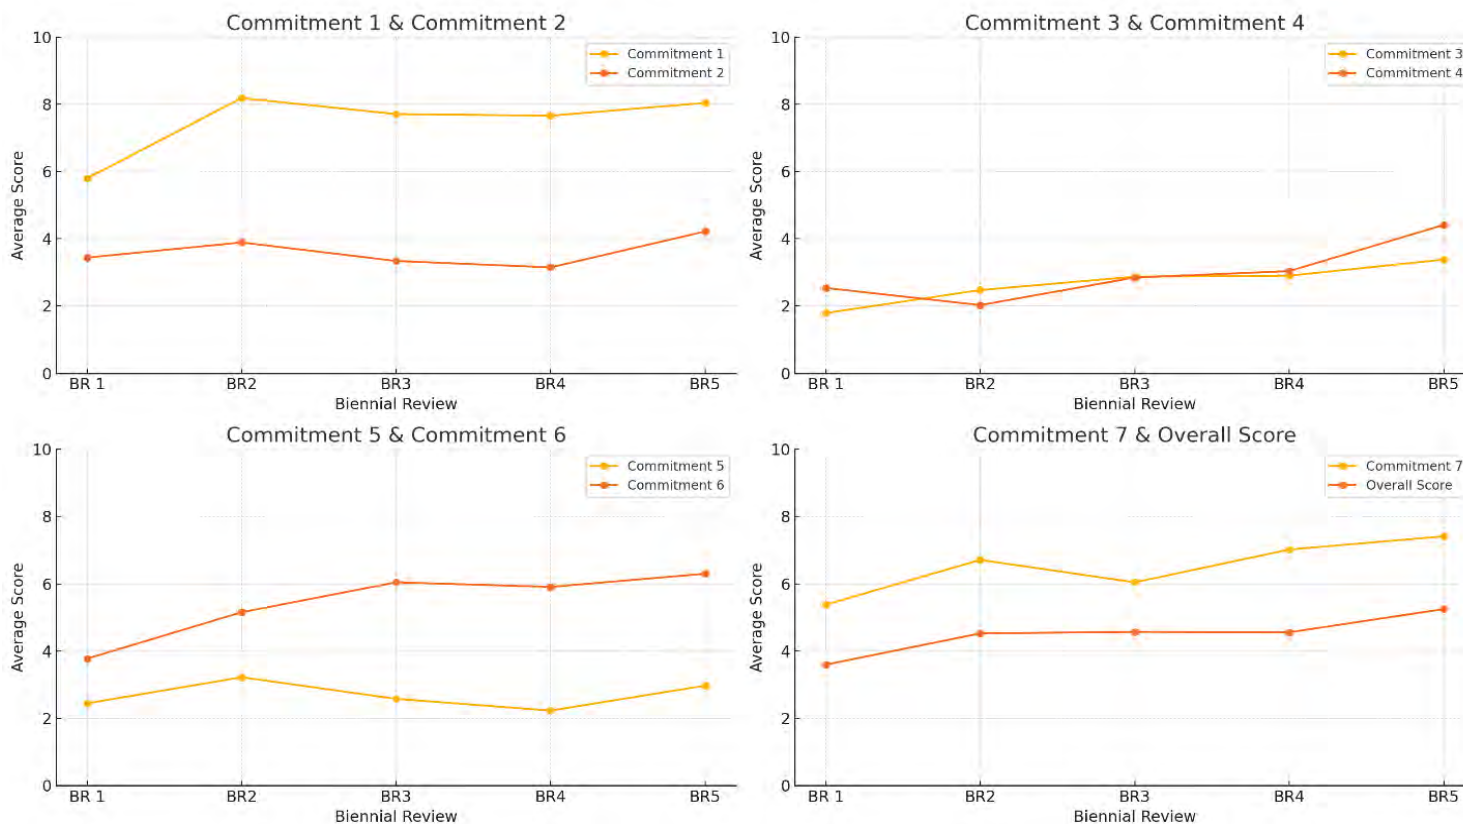 Commitment 1 & Commitment 2
10
8
6
4
2
0
Average Score
Commitment 1
Commitment 2
BR 1 BR2 BR3 BR4 BR5
Biennial Review
Commitment 3 & Commitment 4
10
8
6
4
2
0
Average Score
Commitment 3
Commitment 4
BR 1 BR2 BR3 BR4 BR5
Biennial Review
Commitment 5 & Commitment 6
10
8
6
4
2
0
Average Score
Commitment 5
Commitment 6
BR 1 BR2 BR3 BR4 BR5
Biennial Review
Commitment 7 & Overall Score
10
8
6
4
2
0
Average Score
Commitment 7
Overall Score
BR 1 BR2 BR3 BR4 BR5
Biennial Review